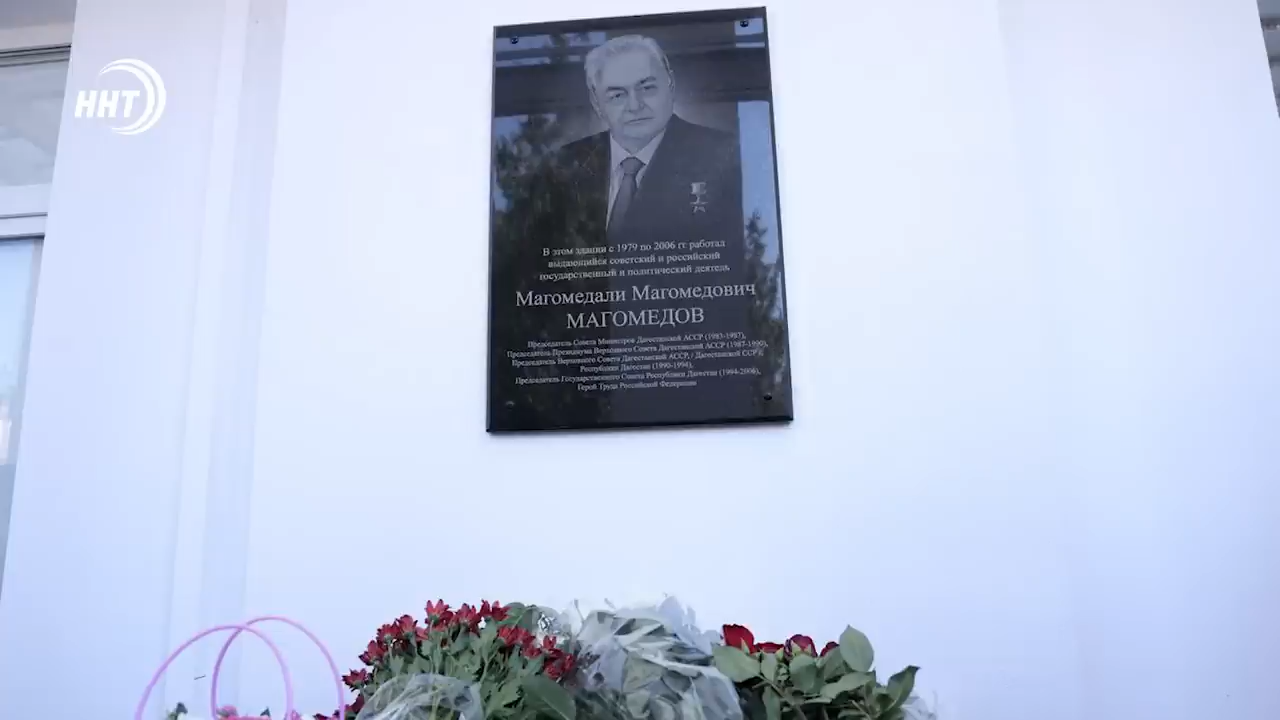 ННТ
В этом здании с 1979 по 2006 гг работал
выдающийся советский и российский
государственный и политический деятель
Магомедали Магомедович
МАГОМЕДОВ
Председатель Совета Министров Дагестанской АССР (1983-1987),
Председатель Президиума Верховного Совета Дагестанской АССР (1987-1990),
Председатель Верховного Совета Дагестанской АССР, / Дагестанской ССР/
Республики Дагестан (1990-1994),
Председатель Государственного Совета Республики Дагестан (1994-2006),
Герой Труда Российской Федерации